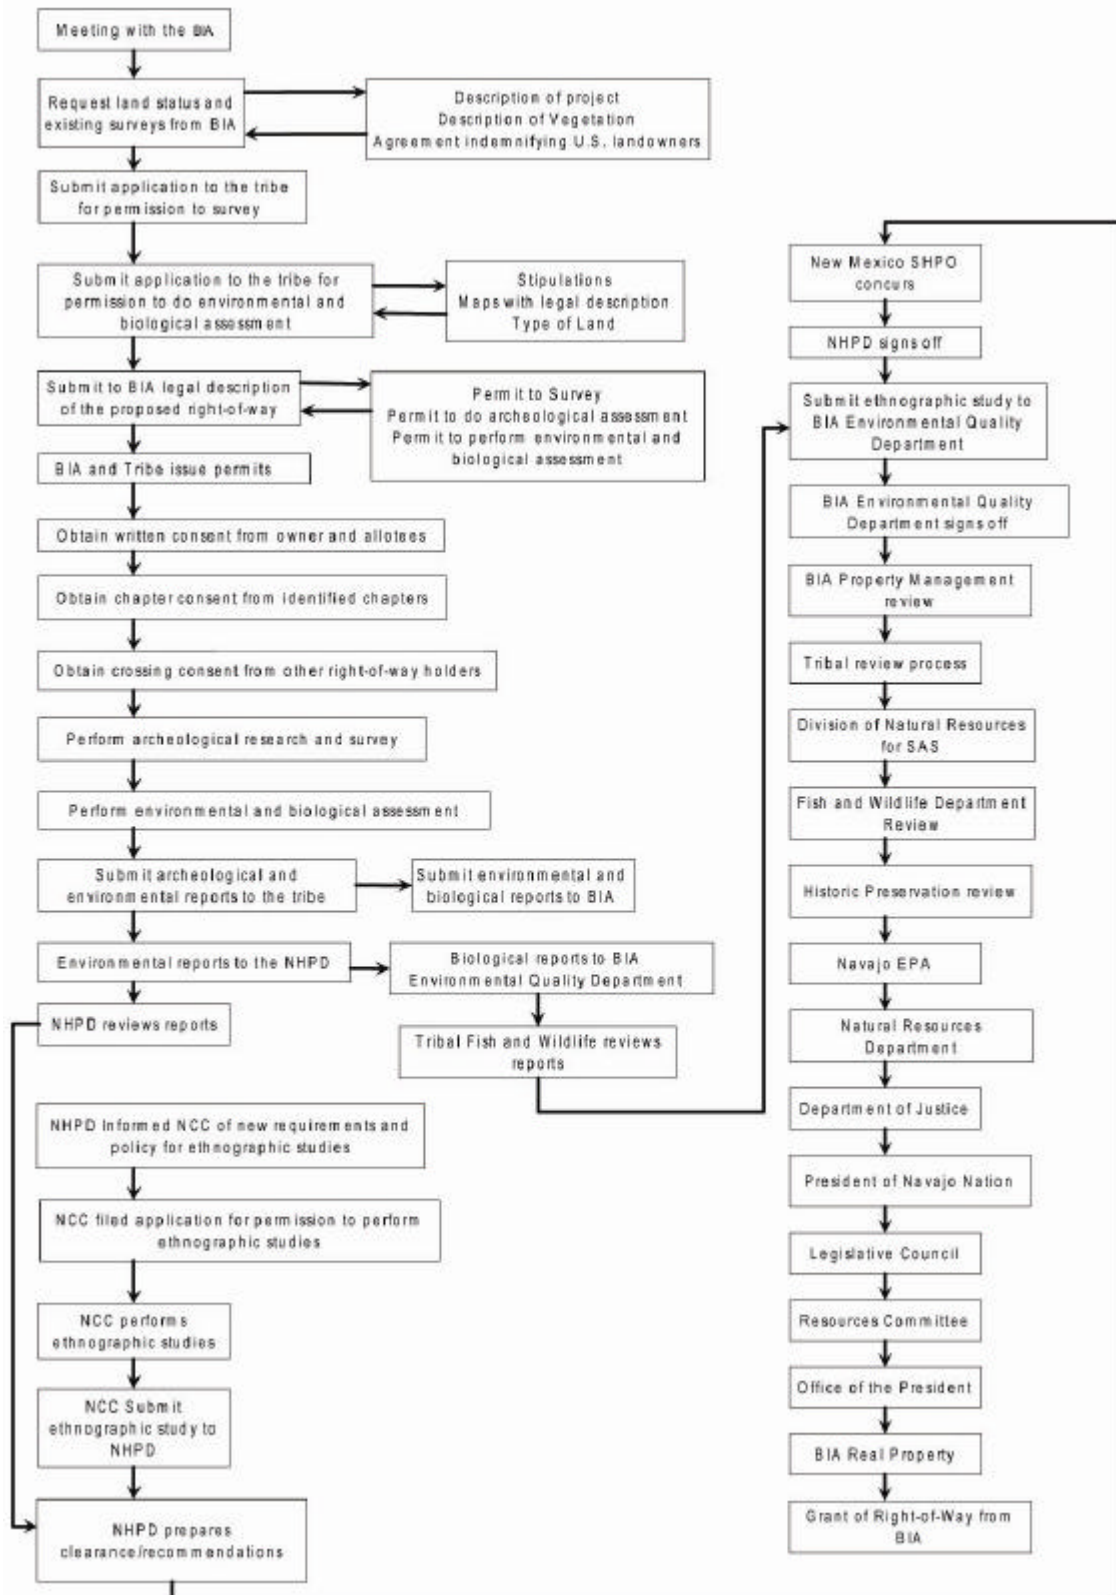 Meeting with the BIA
Request land status and
existing surveys from BIA
Description of project
Description of Vegetation
Agreement indemnifying U.S. landowners
Submit application to the tribe
for permission to survey
Submit application to the tribe for
permission to do environmental and
biological assessment
Stipulations
Maps with legal description
Type of Land
Submit to BIA legal description
of the proposed right-of-way
Permit to Survey
Permit to do archeological assessment
Permit to perform environmental and
biological assessment
BIA and Tribe issue permits
Obtain written consent from owner and allotees
Obtain chapter consent from identified chapters
Obtain crossing consent from other right-of-way holders
Perform archeological research and survey
Perform environmental and biological assessment
Submit archeological and
environmental reports to the tribe
Submit environmental and
biological reports to BIA
Environmental reports to the NHPD
Biological reports to BIA
Environmental Quality Department
NHPD reviews reports
Tribal Fish and Wildlife reviews
reports
NHPD Informed NCC of new requirements and
policy for ethnographic studies
NCC filed application for permission to perform
ethnographic studies
NCC performs
ethnographic studies
NCC Submit
ethnographic study to
NHPD
NHPD prepares
clearance/recommendations
New Mexico SHPO
concurs
NHPD signs off
Submit ethnographic study to
BIA Environmental Quality
Department
BIA Environmental Quality
Department signs off
BIA Property Management
review
Tribal review process
Division of Natural Resources
for SAS
Fish and Wildlife Department
Review
Historic Preservation review
Navajo EPA
Natural Resources
Department
Department of Justice
President of Navajo Nation
Legislative Council
Resources Committee
Office of the President
BIA Real Property
Grant of Right-of-Way from
BIA